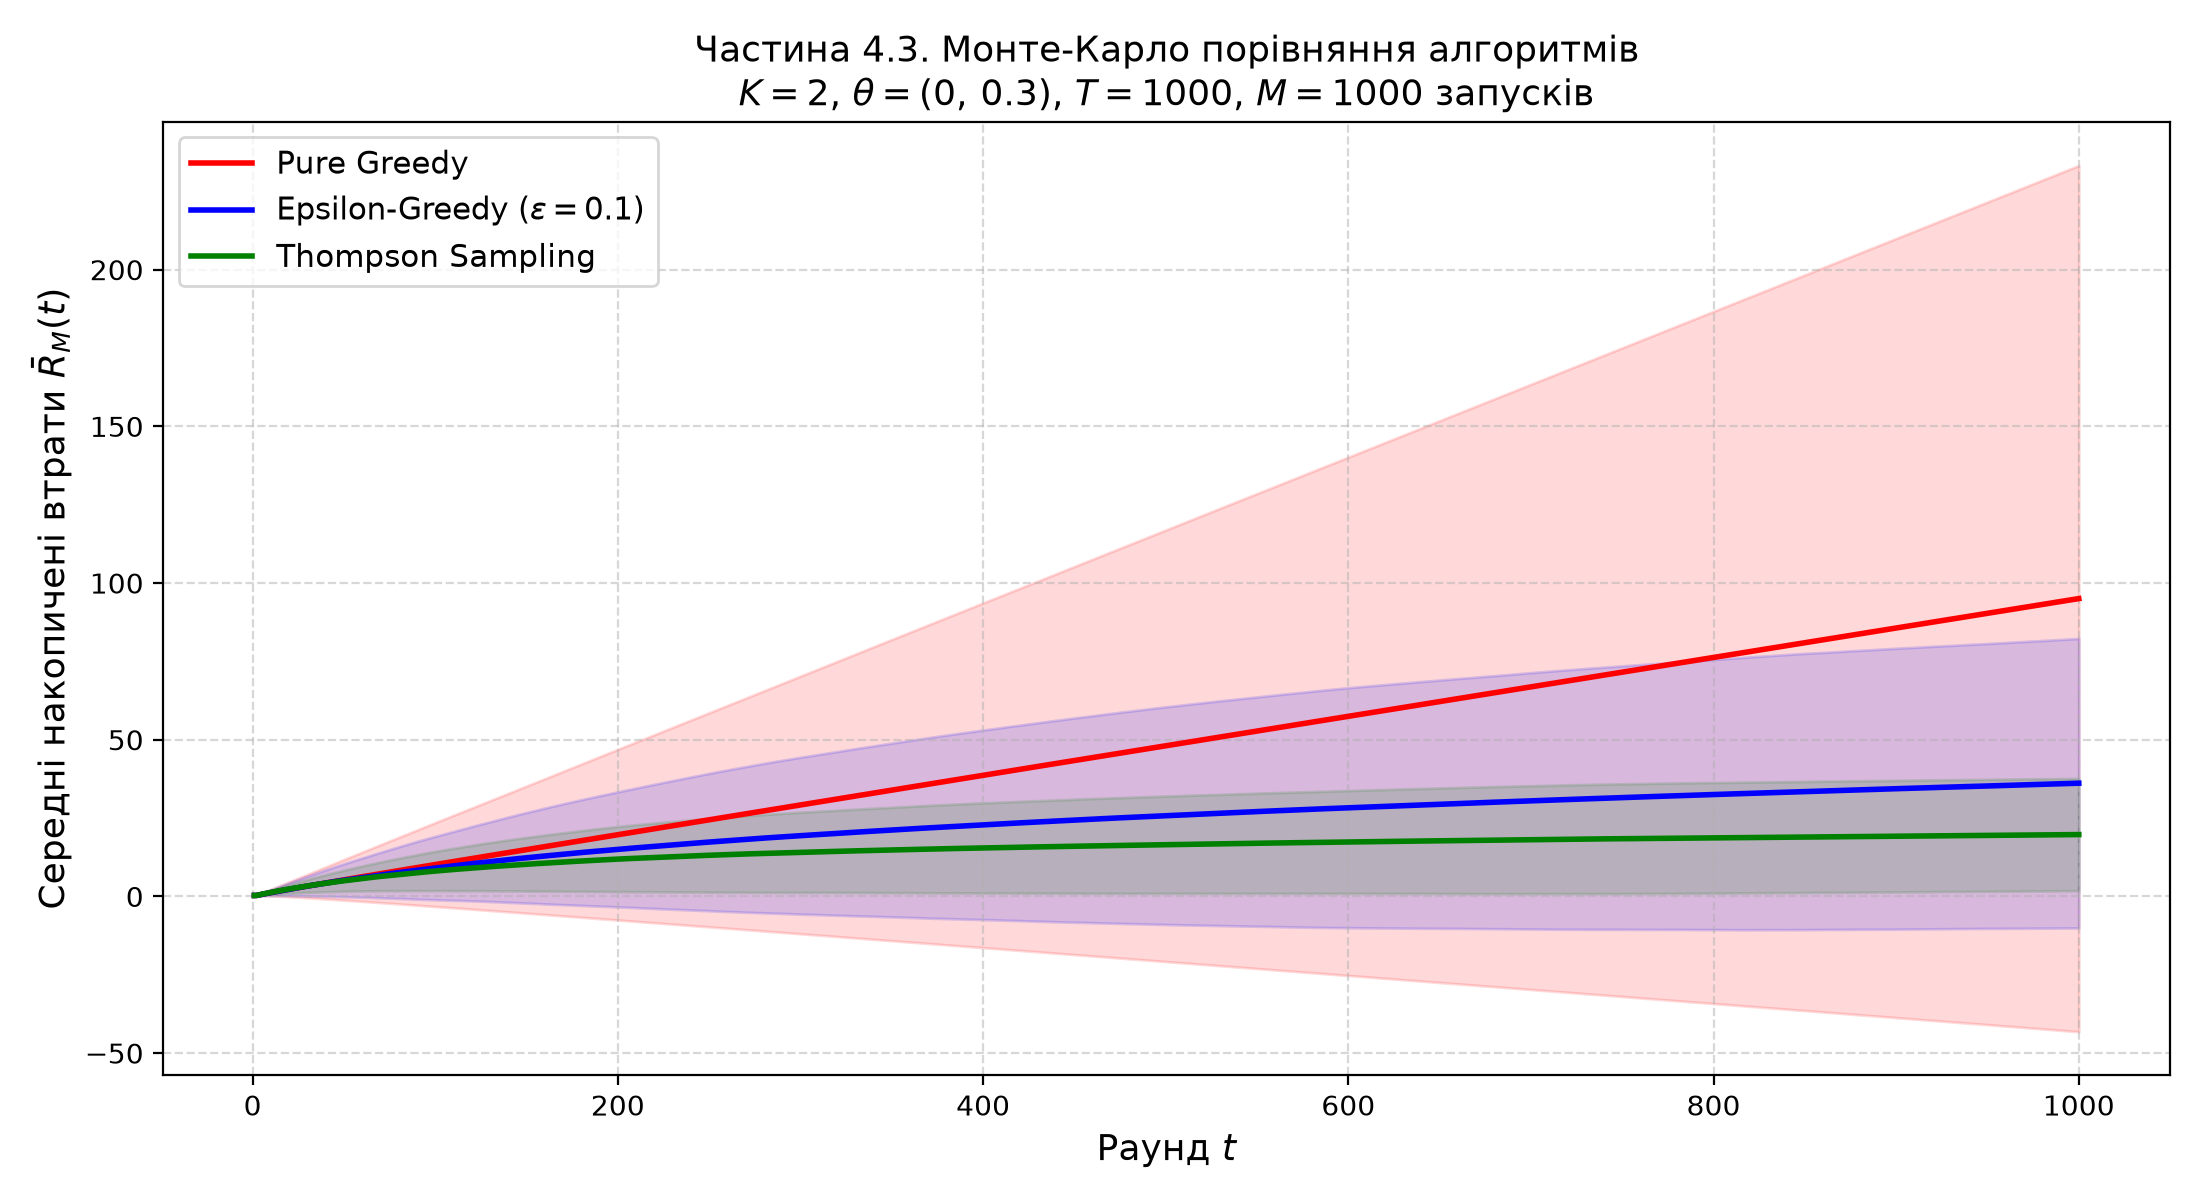 Частина 4.3. Монте-Карло порівняння алгоритмів
K = 2, θ = (0, 0.3), T = 1000, M = 1000 запусків
Pure Greedy
Epsilon-Greedy (ε = 0.1)
Thompson Sampling
Середні накопичені втрати R̄_M(t)
200
150
100
50
0
−50
0 200 400 600 800 1000
Раунд t